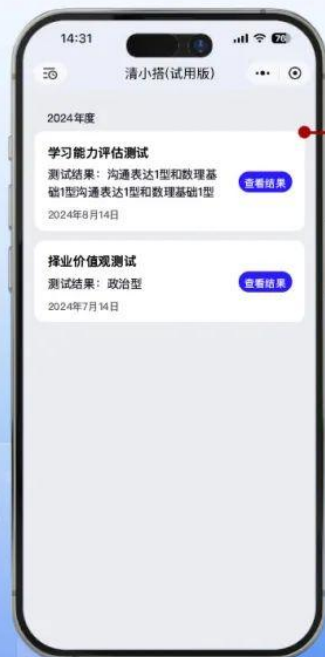 14:31
76
清小搭(试用版)
2024年度
学习能力评估测试
测试结果：沟通表达1型和数理基
础1型沟通表达1型和数理基础1型
查看结果
2024年8月14日
择业价值观测试
测试结果：政治型
查看结果
2024年7月14日